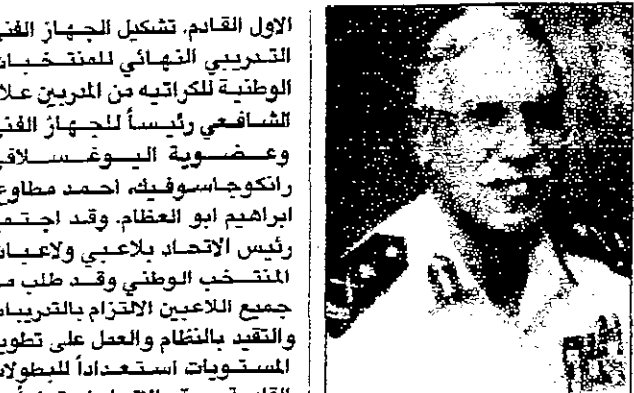 الاول القادم. تشكيل الجهاز الفني
التدريبي النهائي للمنتخبات
الوطنية للكراتيه من المدربين علاء
الشافعي رئيساً للجهاز الفني
وعضوية اليوغسلافي
رانكوجاسوفيك، احمد مطاوع
ابراهيم ابو العظام. وقد اجتمع
رئيس الاتحاد بلاعبي ولاعبات
المنتخب الوطني وقد طلب من
جميع اللاعبين الالتزام بالتدريبات
والتقيد بالنظام والعمل على تطوير
المستويات استعداداً للبطولات